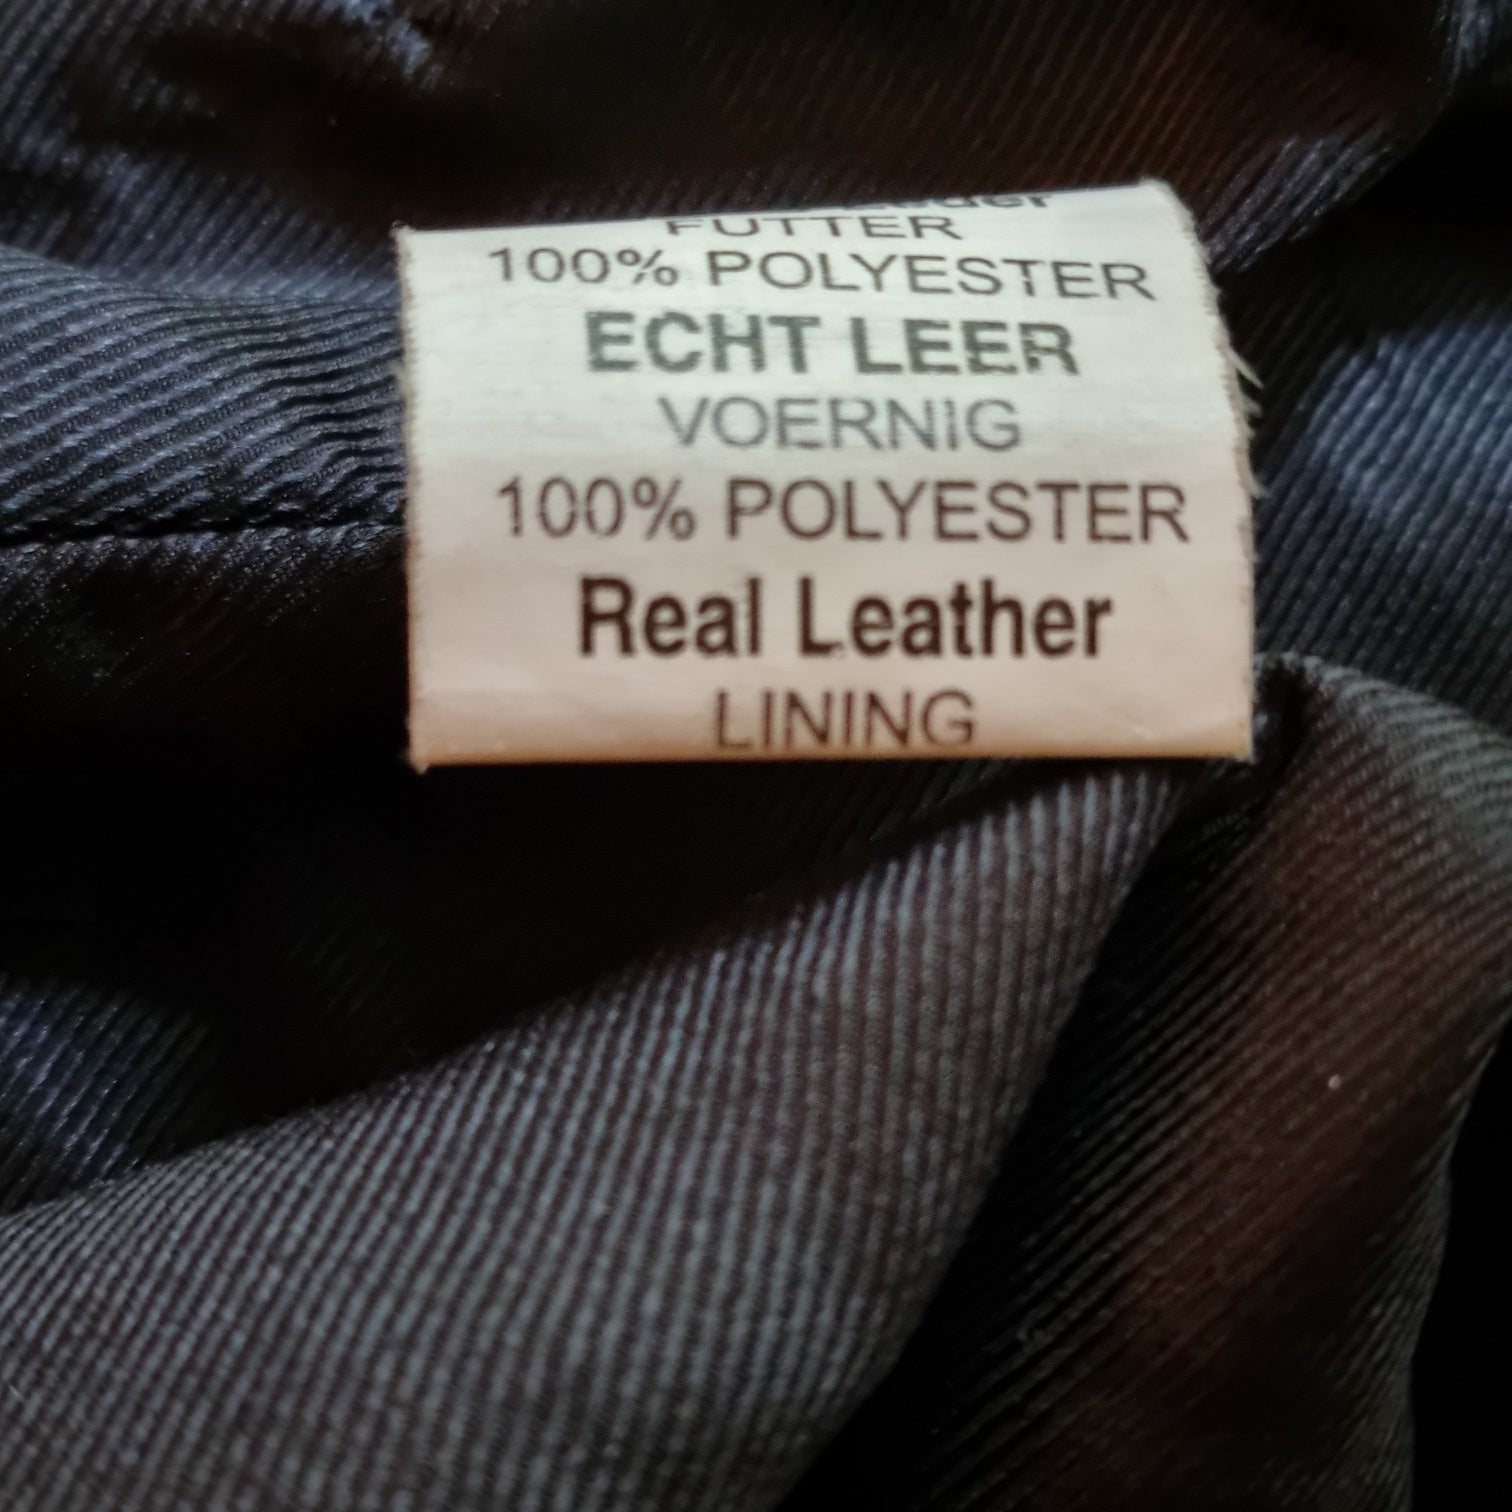 FUTTER
100% POLYESTER
ECHT LEER
VOERNIG
100% POLYESTER
Real Leather
LINING